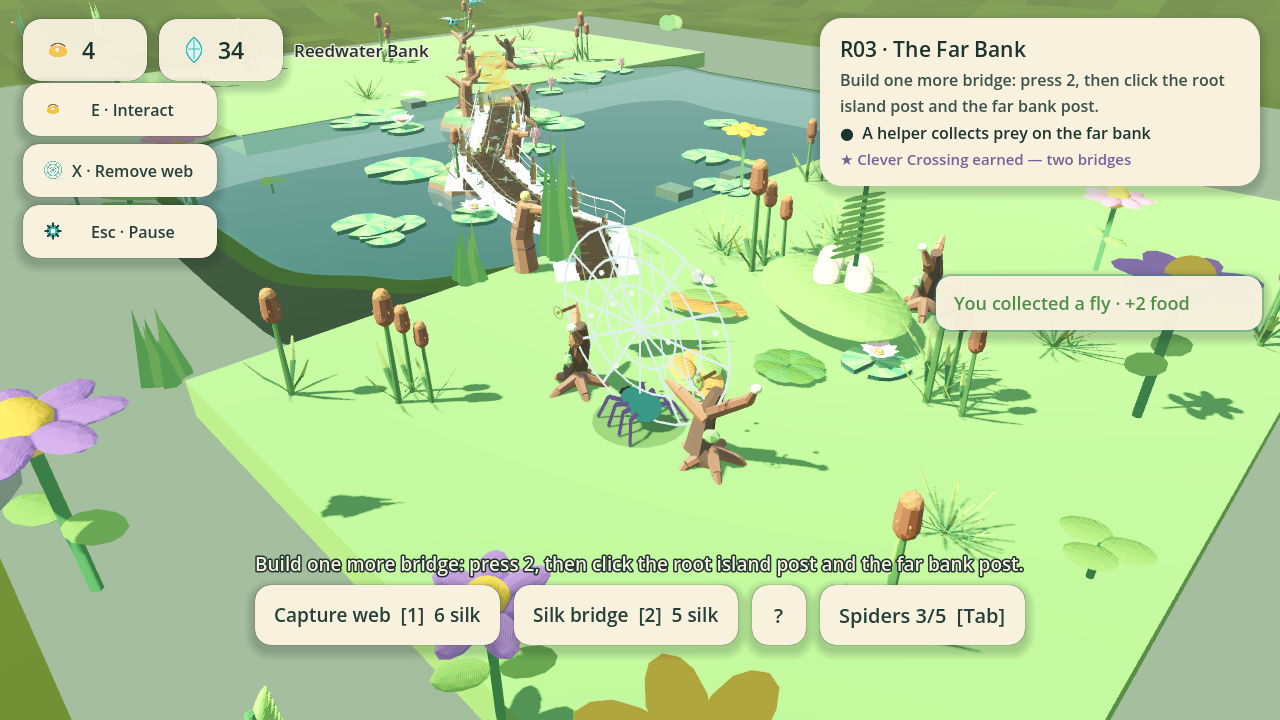 4
34
Reedwater Bank
E · Interact
X · Remove web
Esc · Pause
R03 · The Far Bank
Build one more bridge: press 2, then click the root
island post and the far bank post.
● A helper collects prey on the far bank
★ Clever Crossing earned — two bridges
You collected a fly · +2 food
Build one more bridge: press 2, then click the root island post and the far bank post.
Capture web [1] 6 silk
Silk bridge [2] 5 silk
?
Spiders 3/5 [Tab]